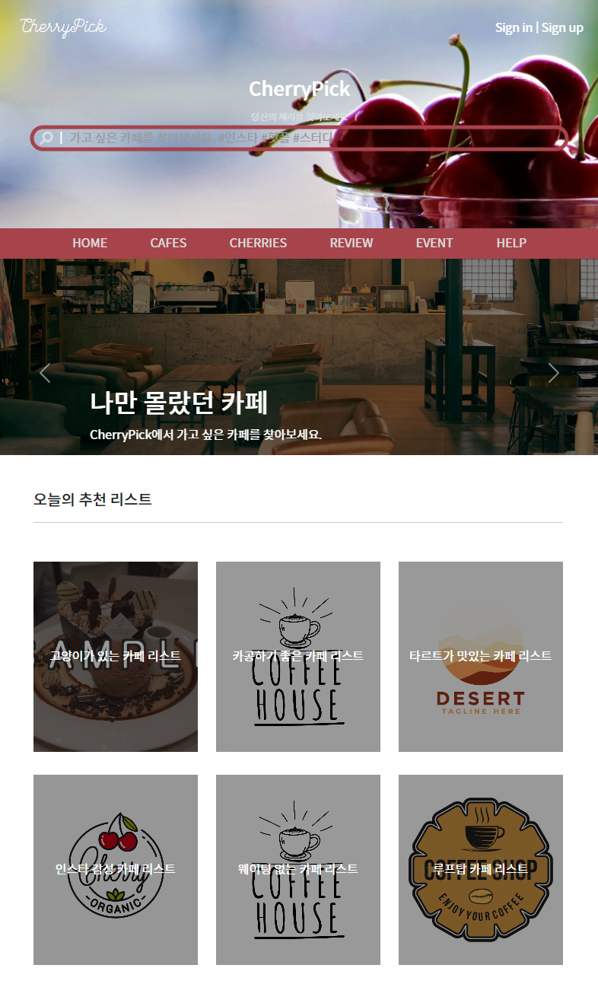 CherryPick
Sign in | Sign up
CherryPick
당신의 체리를 찾아보세요
가고 싶은 카페를 찾아보세요. #인스타 #핫플 #스터디
HOME CAFES CHERRIES REVIEW EVENT HELP
나만 몰랐던 카페
CherryPick에서 가고 싶은 카페를 찾아보세요.
오늘의 추천 리스트
AMPL
고양이가 있는 카페 리스트
카공하기 좋은 카페 리스트
COFFEE
HOUSE
타르트가 맛있는 카페 리스트
DESERT
TAGLINE HERE
인스타 감성 카페 리스트
Cherry
ORGANIC
웨이팅 없는 카페 리스트
COFFEE
HOUSE
루프탑 카페 리스트
COFFEE SHOP
ENJOY YOUR COFFEE